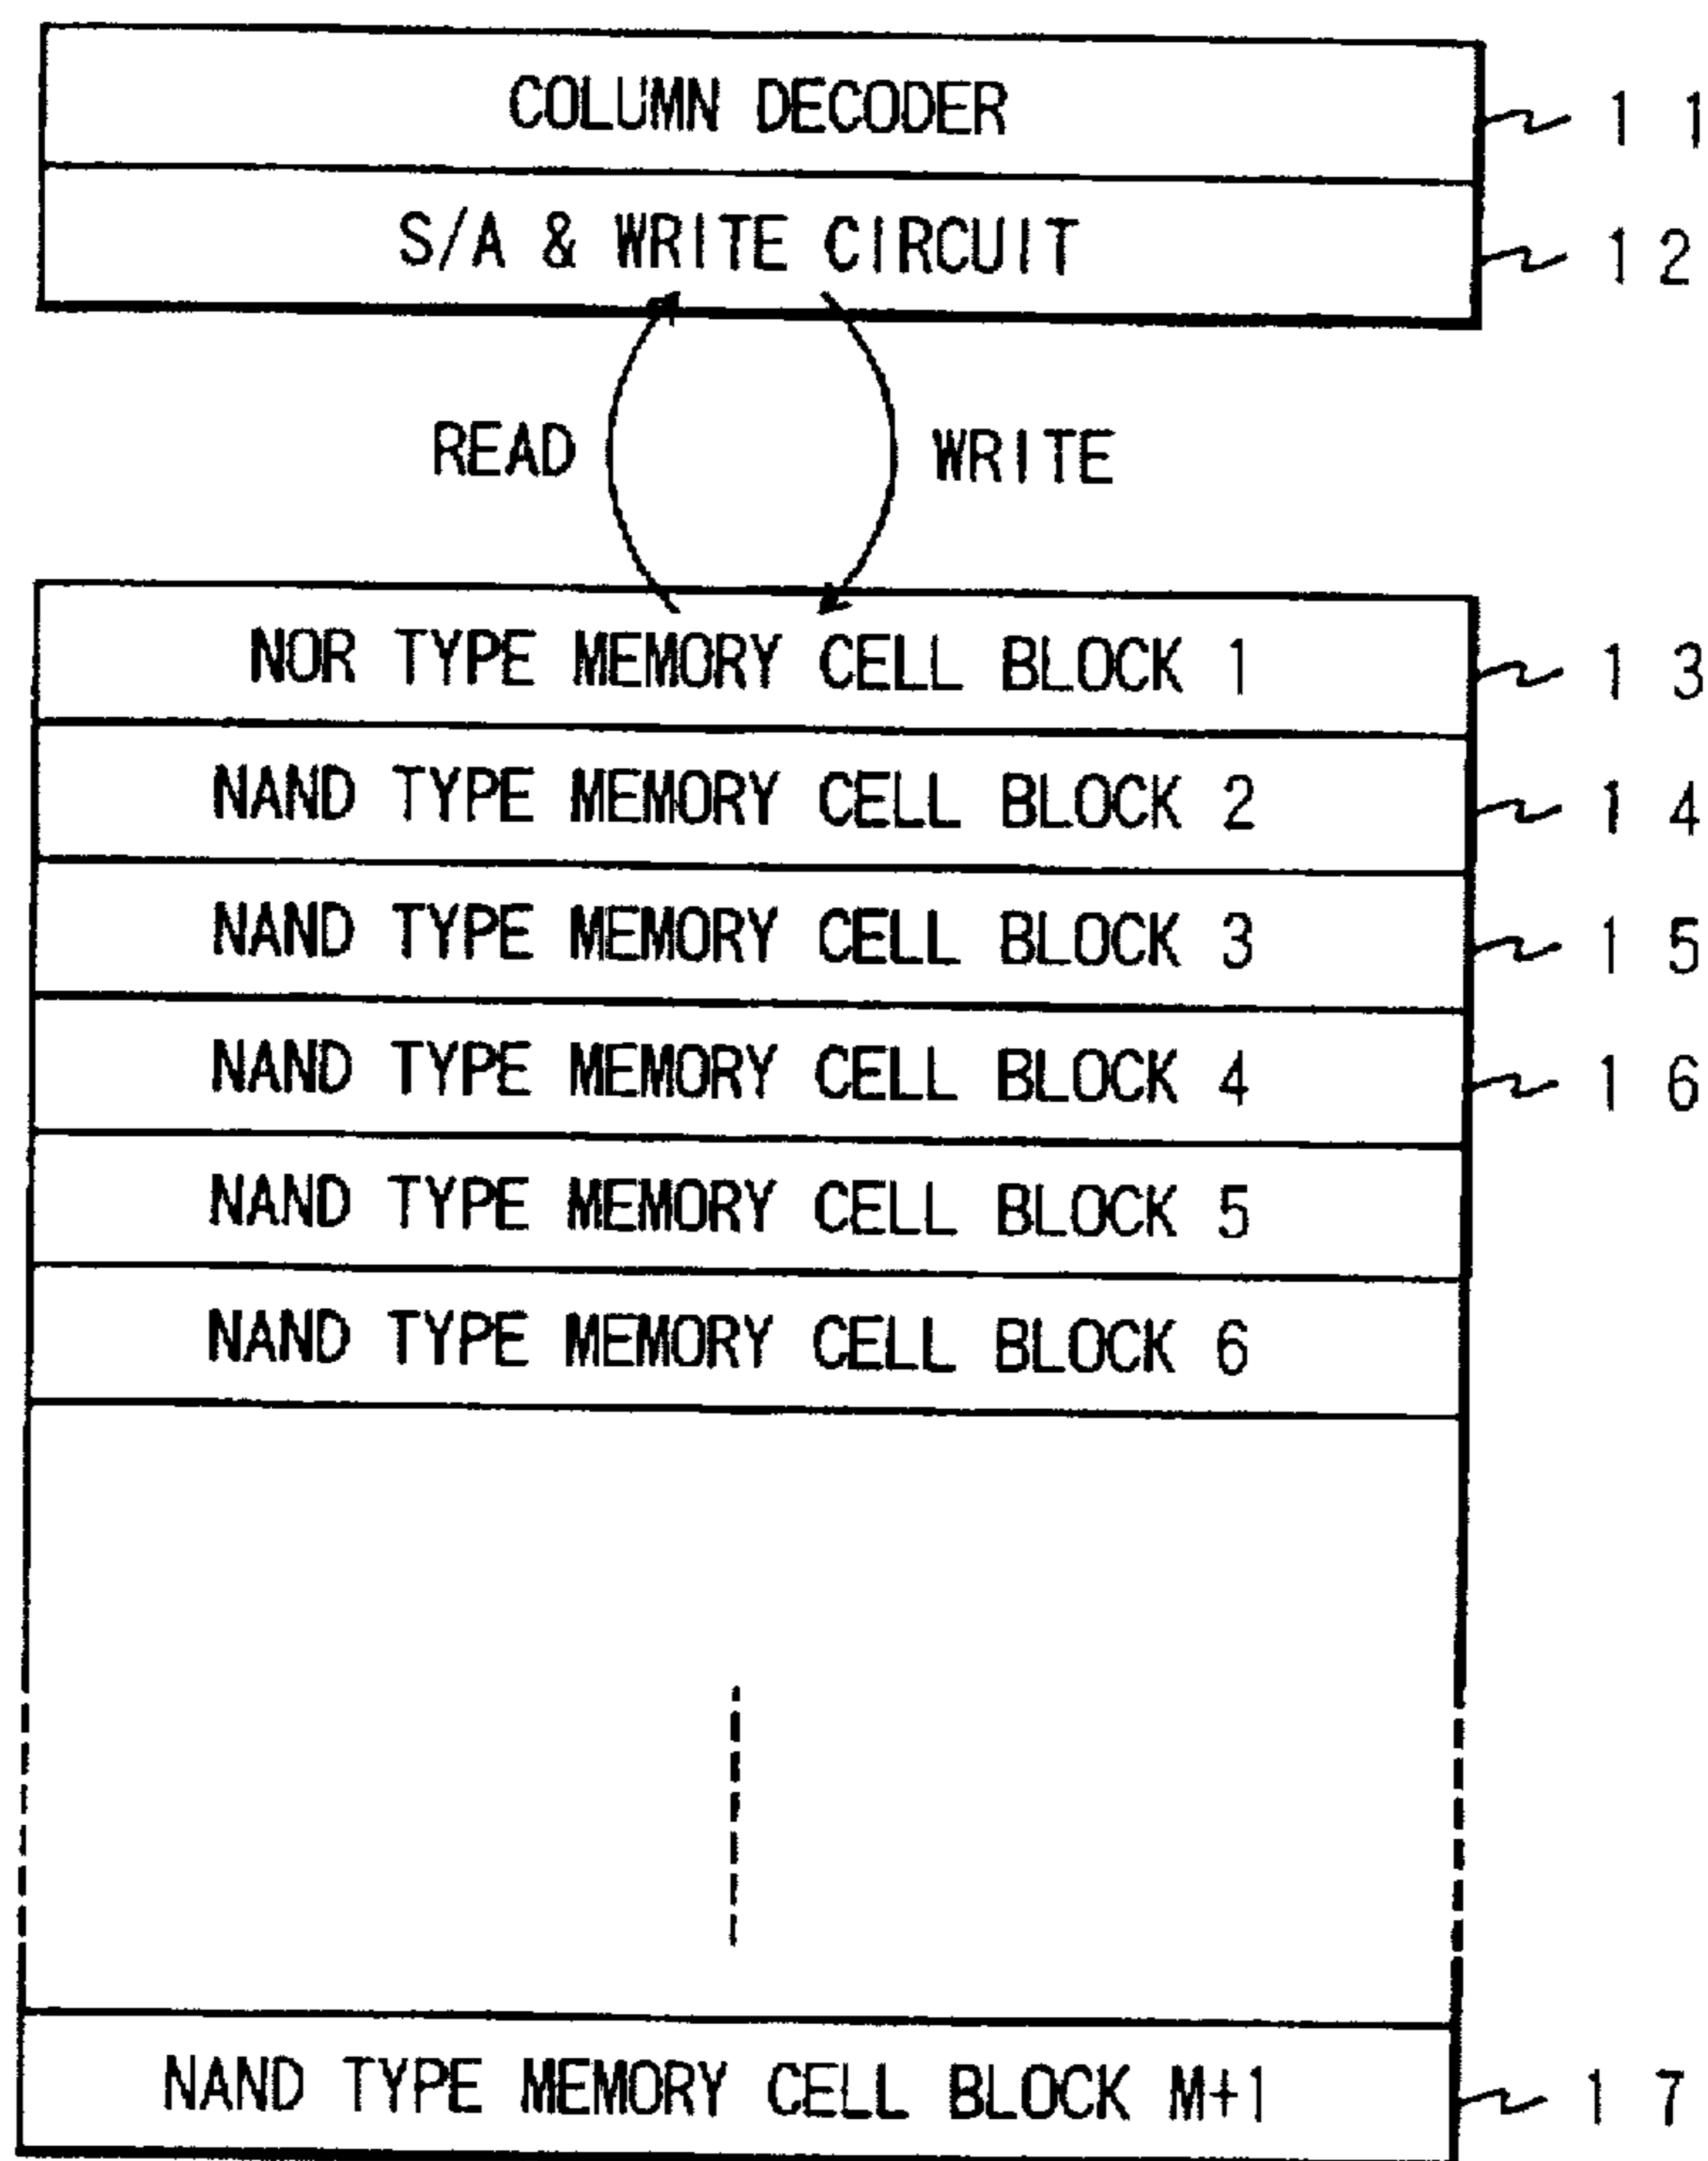 COLUMN DECODER 11
S/A & WRITE CIRCUIT 12
READ WRITE
NOR TYPE MEMORY CELL BLOCK 1 13
NAND TYPE MEMORY CELL BLOCK 2 14
NAND TYPE MEMORY CELL BLOCK 3 15
NAND TYPE MEMORY CELL BLOCK 4 16
NAND TYPE MEMORY CELL BLOCK 5
NAND TYPE MEMORY CELL BLOCK 6
NAND TYPE MEMORY CELL BLOCK M+1 17